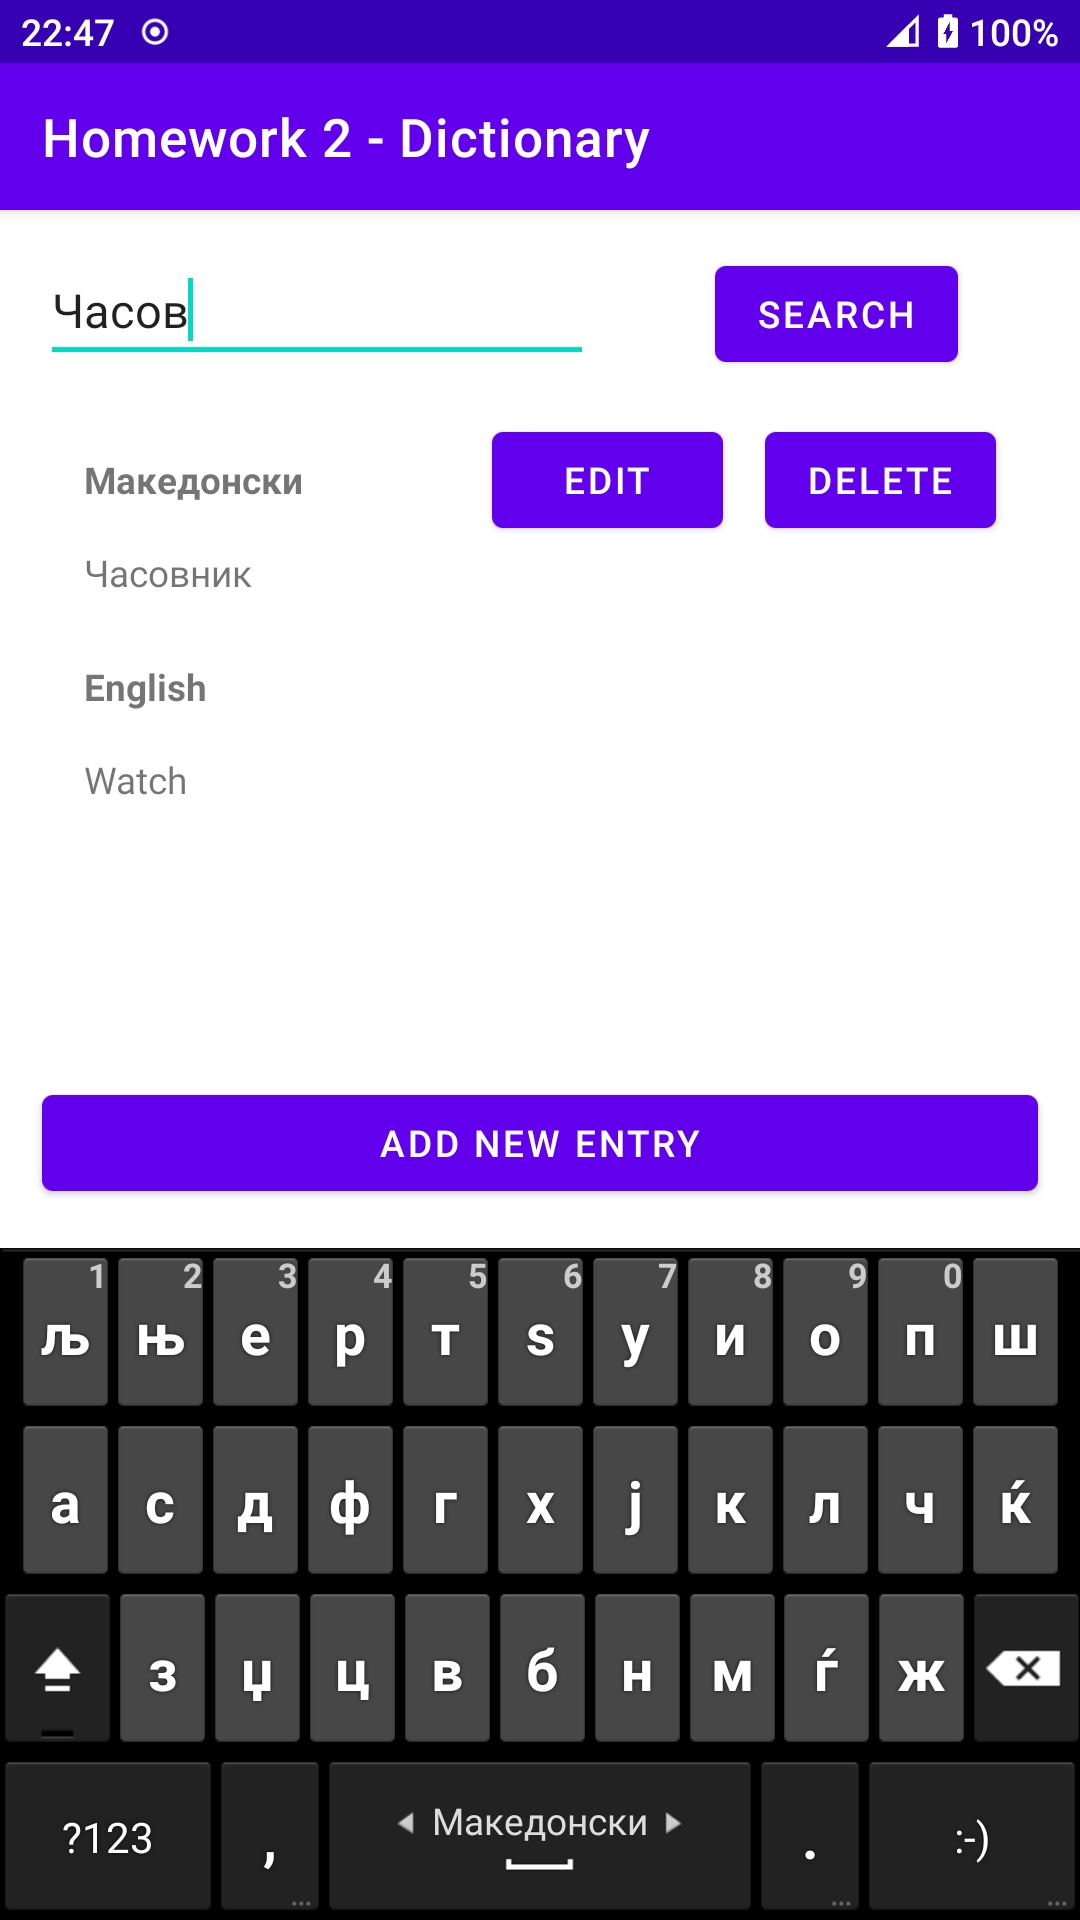 22:47 100%
Homework 2 - Dictionary
Часов SEARCH
Македонски EDIT DELETE
Часовник
English
Watch
ADD NEW ENTRY
1 2 3 4 5 6 7 8 9 0
љ њ е р т ѕ у и о п ш
а с д ф г х ј к л ч ќ
з џ ц в б н м ѓ ж
?123 , Македонски . :-)